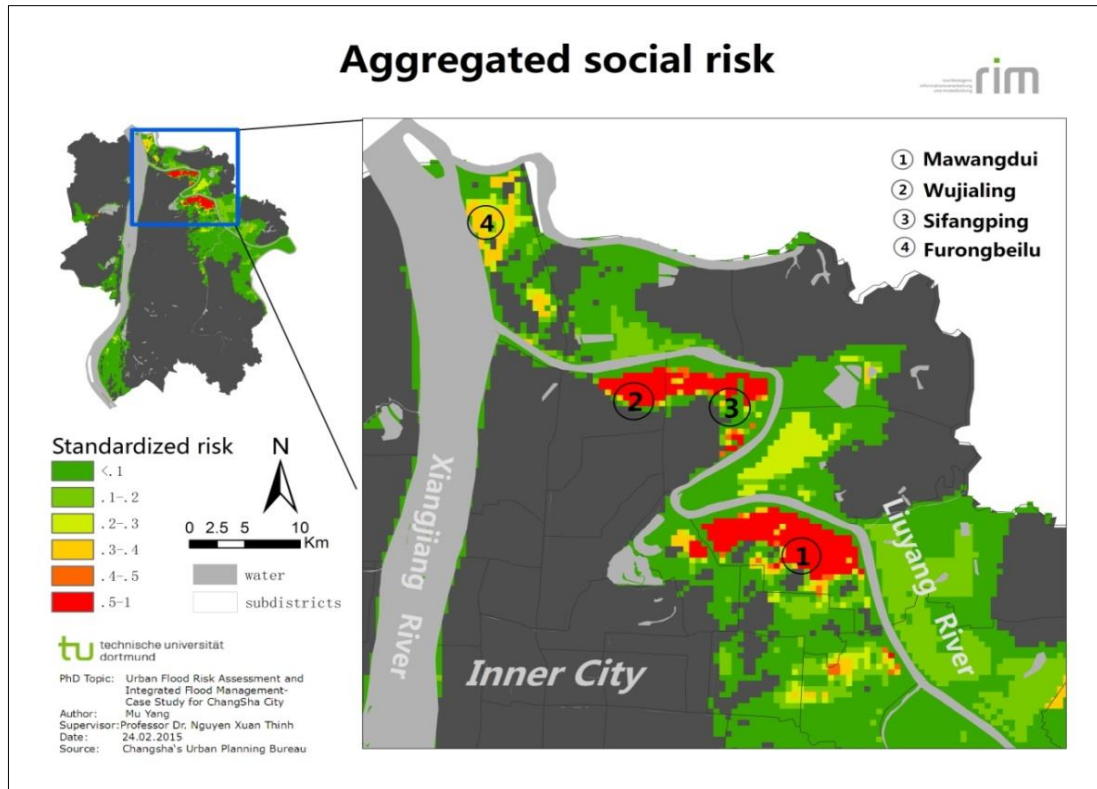 Aggregated social risk
rim
① Mawangdui
② Wujialing
③ Sifangping
④ Furongbeilu
4
2
3
1
Xiangjiang River
Liuyang River
Inner City
Standardized risk
<.1
.1-.2
.2-.3
.3-.4
.4-.5
.5-1
N
0 2.5 5 10
Km
water
subdistricts
tu technische universität
dortmund
PhD Topic: Urban Flood Risk Assessment and
Integrated Flood Management-
Case Study for ChangSha City
Author: Mu Yang
Supervisor:Professor Dr. Nguyen Xuan Thinh
Date: 24.02.2015
Source: Changsha's Urban Planning Bureau